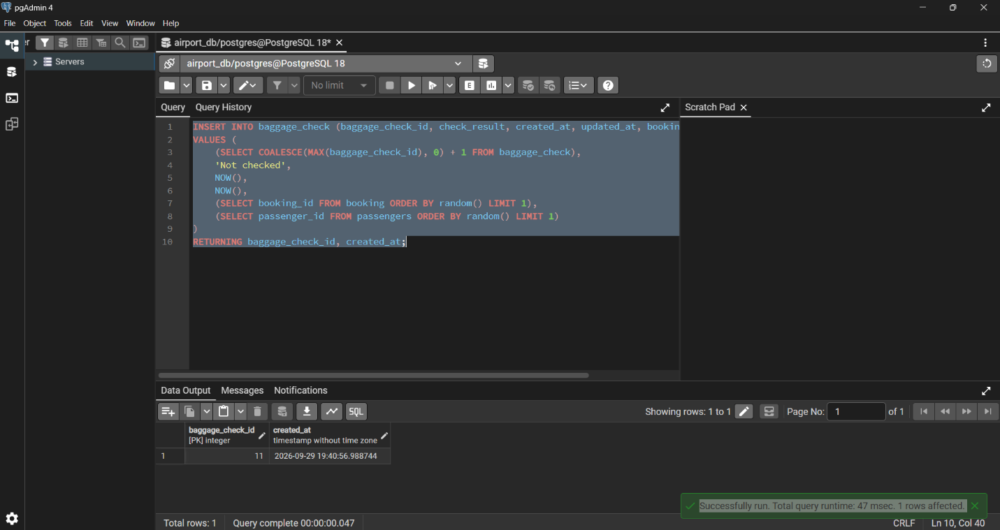 pgAdmin 4
File Object Tools Edit View Window Help
er
airport_db/postgres@PostgreSQL 18*
Servers
airport_db/postgres@PostgreSQL 18
No limit
E
Query Query History
Scratch Pad
1 INSERT INTO baggage_check (baggage_check_id, check_result, created_at, updated_at, bookin
2 VALUES (
3 (SELECT COALESCE(MAX(baggage_check_id), 0) + 1 FROM baggage_check),
4 'Not checked',
5 NOW(),
6 NOW(),
7 (SELECT booking_id FROM booking ORDER BY random() LIMIT 1),
8 (SELECT passenger_id FROM passengers ORDER BY random() LIMIT 1)
9 )
10 RETURNING baggage_check_id, created_at;
Data Output Messages Notifications
SQL
Showing rows: 1 to 1
Page No: 1 of 1
baggage_check_id created_at
[PK] integer timestamp without time zone
1 11 2026-09-29 19:40:56.988744
Successfully run. Total query runtime: 47 msec. 1 rows affected.
Total rows: 1 Query complete 00:00:00.047 CRLF Ln 10, Col 40